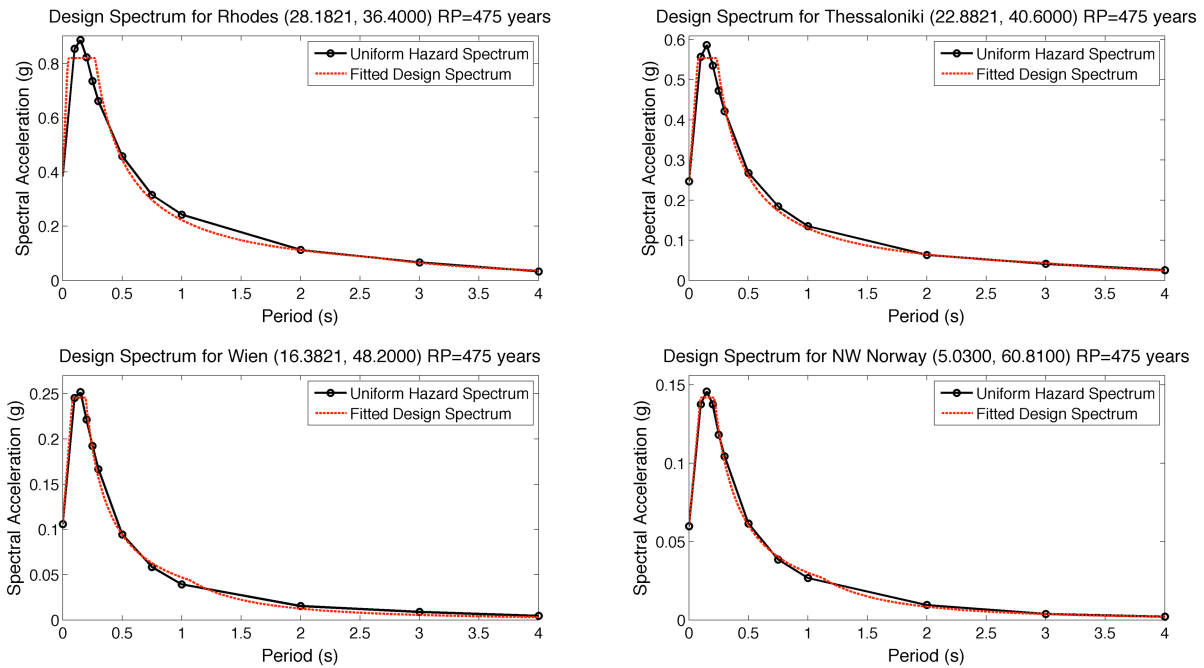 Design Spectrum for Rhodes (28.1821, 36.4000) RP=475 years
Uniform Hazard Spectrum
Fitted Design Spectrum
Spectral Acceleration (g)
0.8
0.6
0.4
0.2
0
0 0.5 1 1.5 2 2.5 3 3.5 4
Period (s)
Design Spectrum for Thessaloniki (22.8821, 40.6000) RP=475 years
Uniform Hazard Spectrum
Fitted Design Spectrum
Spectral Acceleration (g)
0.6
0.5
0.4
0.3
0.2
0.1
0
0 0.5 1 1.5 2 2.5 3 3.5 4
Period (s)
Design Spectrum for Wien (16.3821, 48.2000) RP=475 years
Uniform Hazard Spectrum
Fitted Design Spectrum
Spectral Acceleration (g)
0.25
0.2
0.15
0.1
0.05
0
0 0.5 1 1.5 2 2.5 3 3.5 4
Period (s)
Design Spectrum for NW Norway (5.0300, 60.8100) RP=475 years
Uniform Hazard Spectrum
Fitted Design Spectrum
Spectral Acceleration (g)
0.15
0.1
0.05
0
0 0.5 1 1.5 2 2.5 3 3.5 4
Period (s)